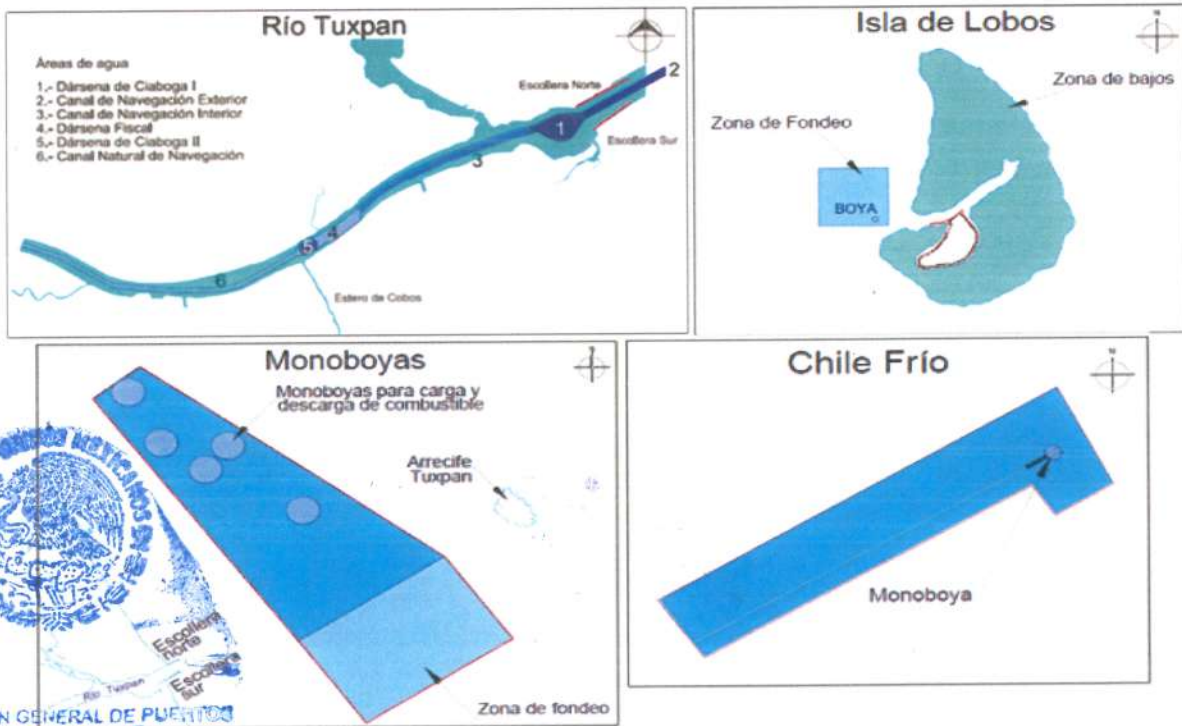 Río Tuxpan
Áreas de agua
1.- Dársena de Ciaboga I
2.- Canal de Navegación Exterior
3.- Canal de Navegación Interior
4.- Dársena Fiscal
5.- Dársena de Ciaboga II
6.- Canal Natural de Navegación
Escollera Norte
2
1
Escollera Sur
3
5
4
6
Estero de Cobos
Isla de Lobos
N
Zona de bajos
Zona de Fondeo
BOYA
Monoboyas
Monoboyas para carga y
descarga de combustible
Arrecife
Tuxpan
Escollera
norte
Río Tuxpan
Escollera
sur
Zona de fondeo
MEXICANOS
N GENERAL DE PUERTOS
Chile Frío
N
Monoboya